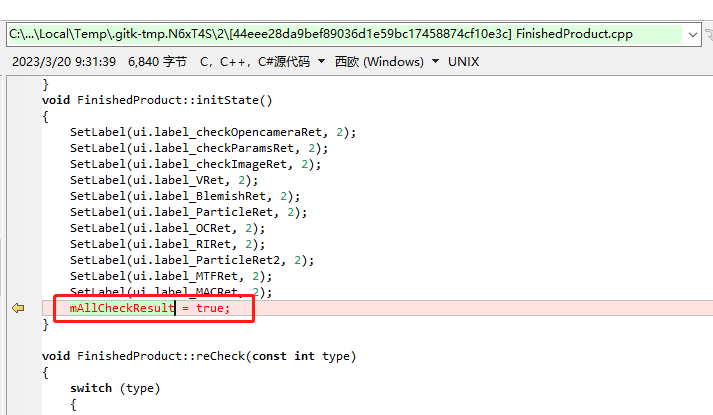 C:\...\Local\Temp\.gitk-tmp.N6xT4S\2\[44eee28da9bef89036d1e59bc17458874cf10e3c] FinishedProduct.cpp
2023/3/20 9:31:39 6,840 字节 C，C++，C#源代码 西欧 (Windows) UNIX
}
void FinishedProduct::initState()
{
SetLabel(ui.label_checkOpencameraRet, 2);
SetLabel(ui.label_checkParamsRet, 2);
SetLabel(ui.label_checkImageRet, 2);
SetLabel(ui.label_VRet, 2);
SetLabel(ui.label_BlemishRet, 2);
SetLabel(ui.label_ParticleRet, 2);
SetLabel(ui.label_OCRet, 2);
SetLabel(ui.label_RIRet, 2);
SetLabel(ui.label_ParticleRet2, 2);
SetLabel(ui.label_MTFRet, 2);
SetLabel(ui.label_MACRet, 2);
mAllCheckResult = true;
}
void FinishedProduct::reCheck(const int type)
{
switch (type)
{